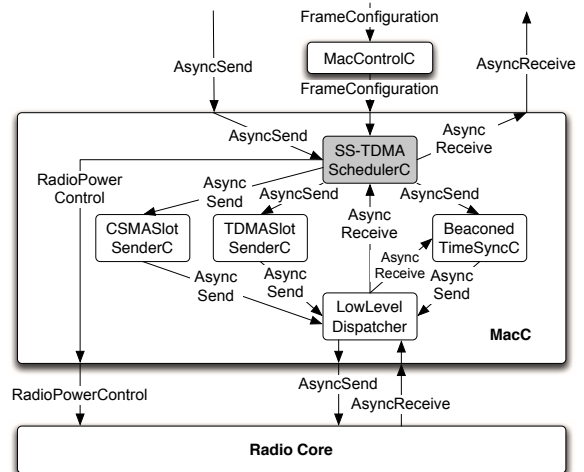 FrameConfiguration
MacControlC
AsyncSend
AsyncReceive
FrameConfiguration
AsyncSend
Async
Receive
SS-TDMA
SchedulerC
RadioPower
Control
Async
Send
AsyncSend
AsyncSend
CSMASlot
SenderC
TDMASlot
SenderC
Async
Receive
Beaconed
TimeSyncC
Async
Receive
Async
Send
Async
Send
Async
Send
LowLevel
Dispatcher
MacC
AsyncSend
RadioPowerControl
AsyncReceive
Radio Core